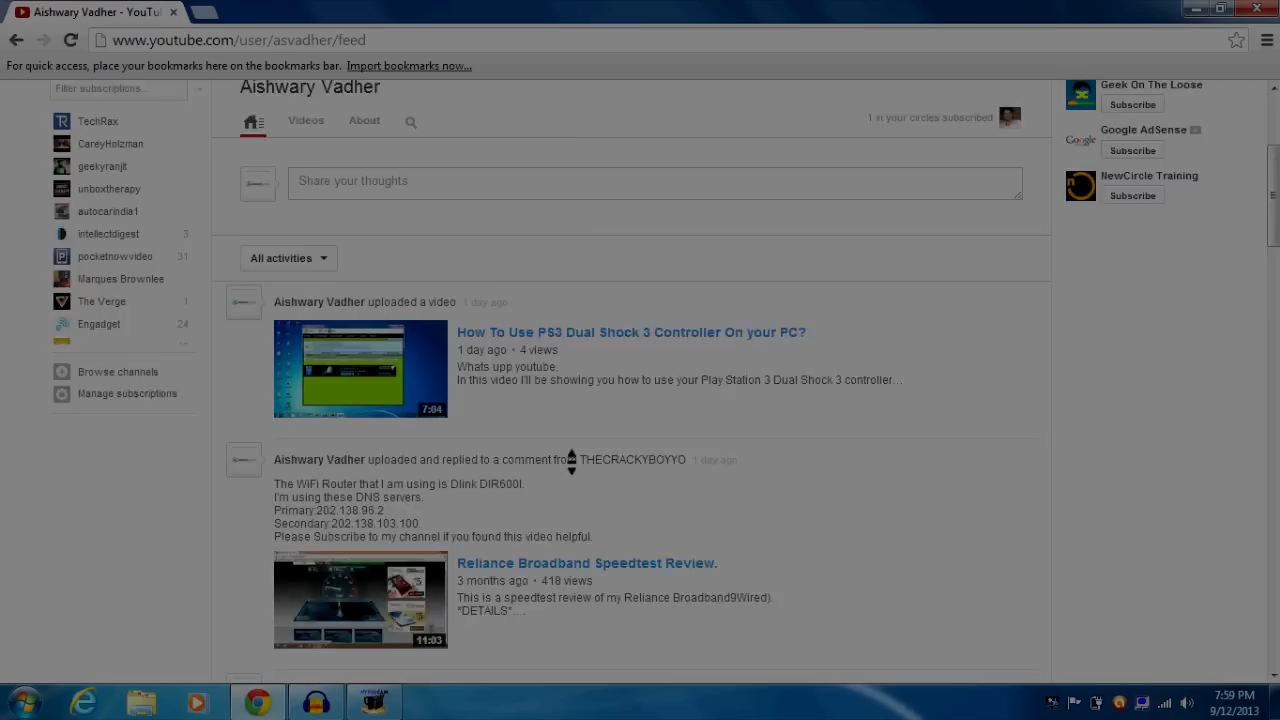 Aishwary Vadher - YouTu
www.youtube.com/user/asvadher/feed
For quick access, place your bookmarks here on the bookmarks bar. Import bookmarks now...
Filter subscriptions...
TechRax
CareyHolzman
geekyranjit
unboxtherapy
autocarindia1
intellectdigest 3
pocketnowvideo 31
Marques Brownlee
The Verge 1
Engadget 24
Browse channels
Manage subscriptions
Aishwary Vadher
Videos About
1 in your circles subscribed
Share your thoughts
All activities
Aishwary Vadher uploaded a video 1 day ago
How To Use PS3 Dual Shock 3 Controller On your PC?
1 day ago • 4 views
Whats upp youtube.
In this video I'll be showing you how to use your Play Station 3 Dual Shock 3 controller...
7:04
Aishwary Vadher uploaded and replied to a comment from THECRACKYBOYYO 1 day ago
The WiFi Router that I am using is Dlink DIR600l.
I'm using these DNS servers.
Primary:202.138.96.2
Secondary:202.138.103.100.
Please Subscribe to my channel if you found this video helpful.
Reliance Broadband Speedtest Review.
3 months ago • 418 views
This is a speedtest review of my Reliance Broadband9Wired).
*DETAILS*....
11:03
Geek On The Loose
Subscribe
Google AdSense
Subscribe
NewCircle Training
Subscribe
Google
7:59 PM
9/12/2013